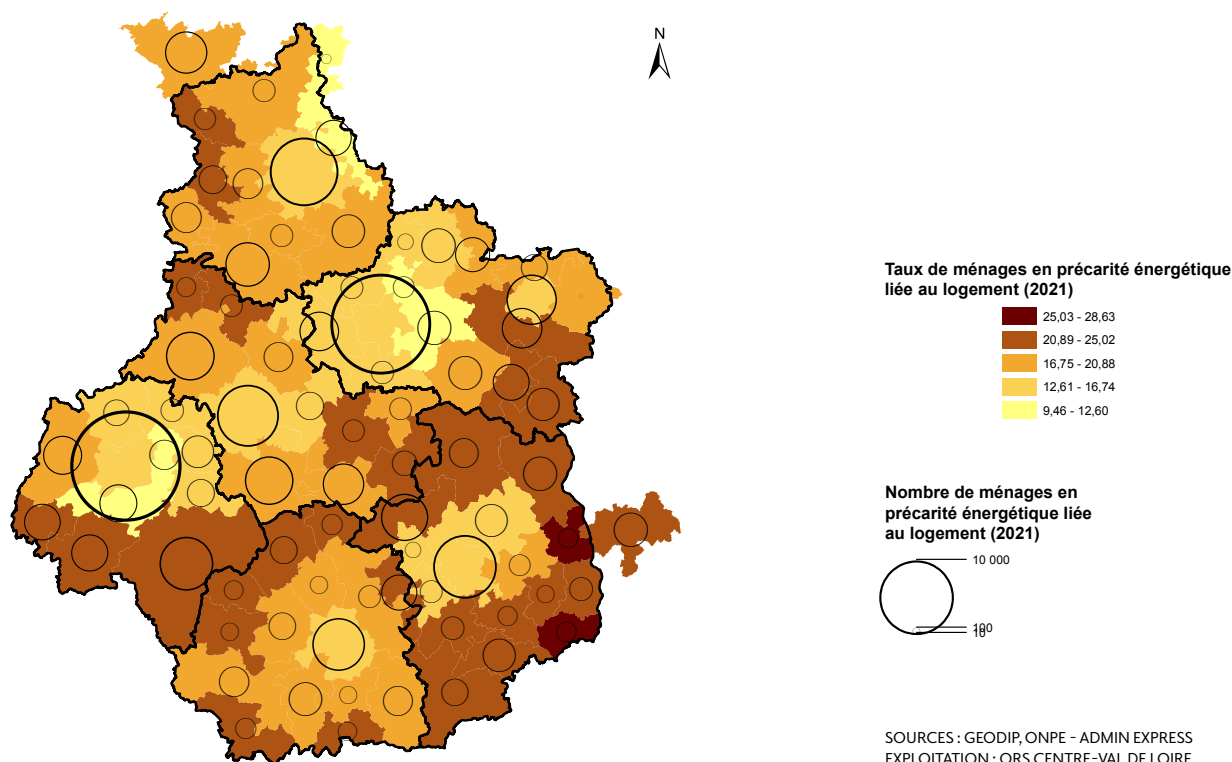 N
Taux de ménages en précarité énergétique
liée au logement (2021)
25,03 - 28,63
20,89 - 25,02
16,75 - 20,88
12,61 - 16,74
9,46 - 12,60
Nombre de ménages en
précarité énergétique liée
au logement (2021)
10 000
100
10
SOURCES : GEODIP, ONPE - ADMIN EXPRESS
EXPLOITATION : ORS CENTRE-VAL DE LOIRE